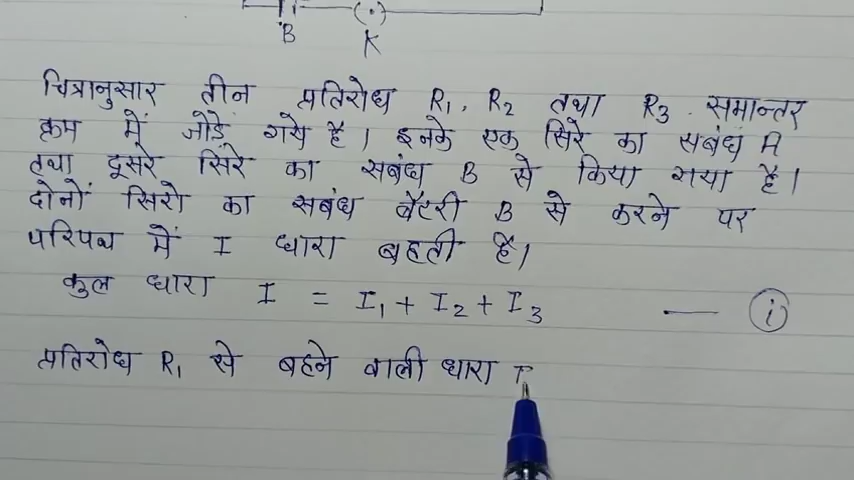 B
K
चित्रानुसार तीन प्रतिरोध R₁, R₂ तथा R₃ समान्तर
क्रम में जोड़े गये है। इनके एक सिरे का सबंध A
तथा दूसरे सिरे का सबंध B से किया गया है।
दोनों सिरो का सबंध बैटरी B से करने पर
परिपथ में I धारा बहती है।
कुल धारा I = I₁ + I₂ + I₃ — (i)
प्रतिरोध R₁ से बहने वाली धारा